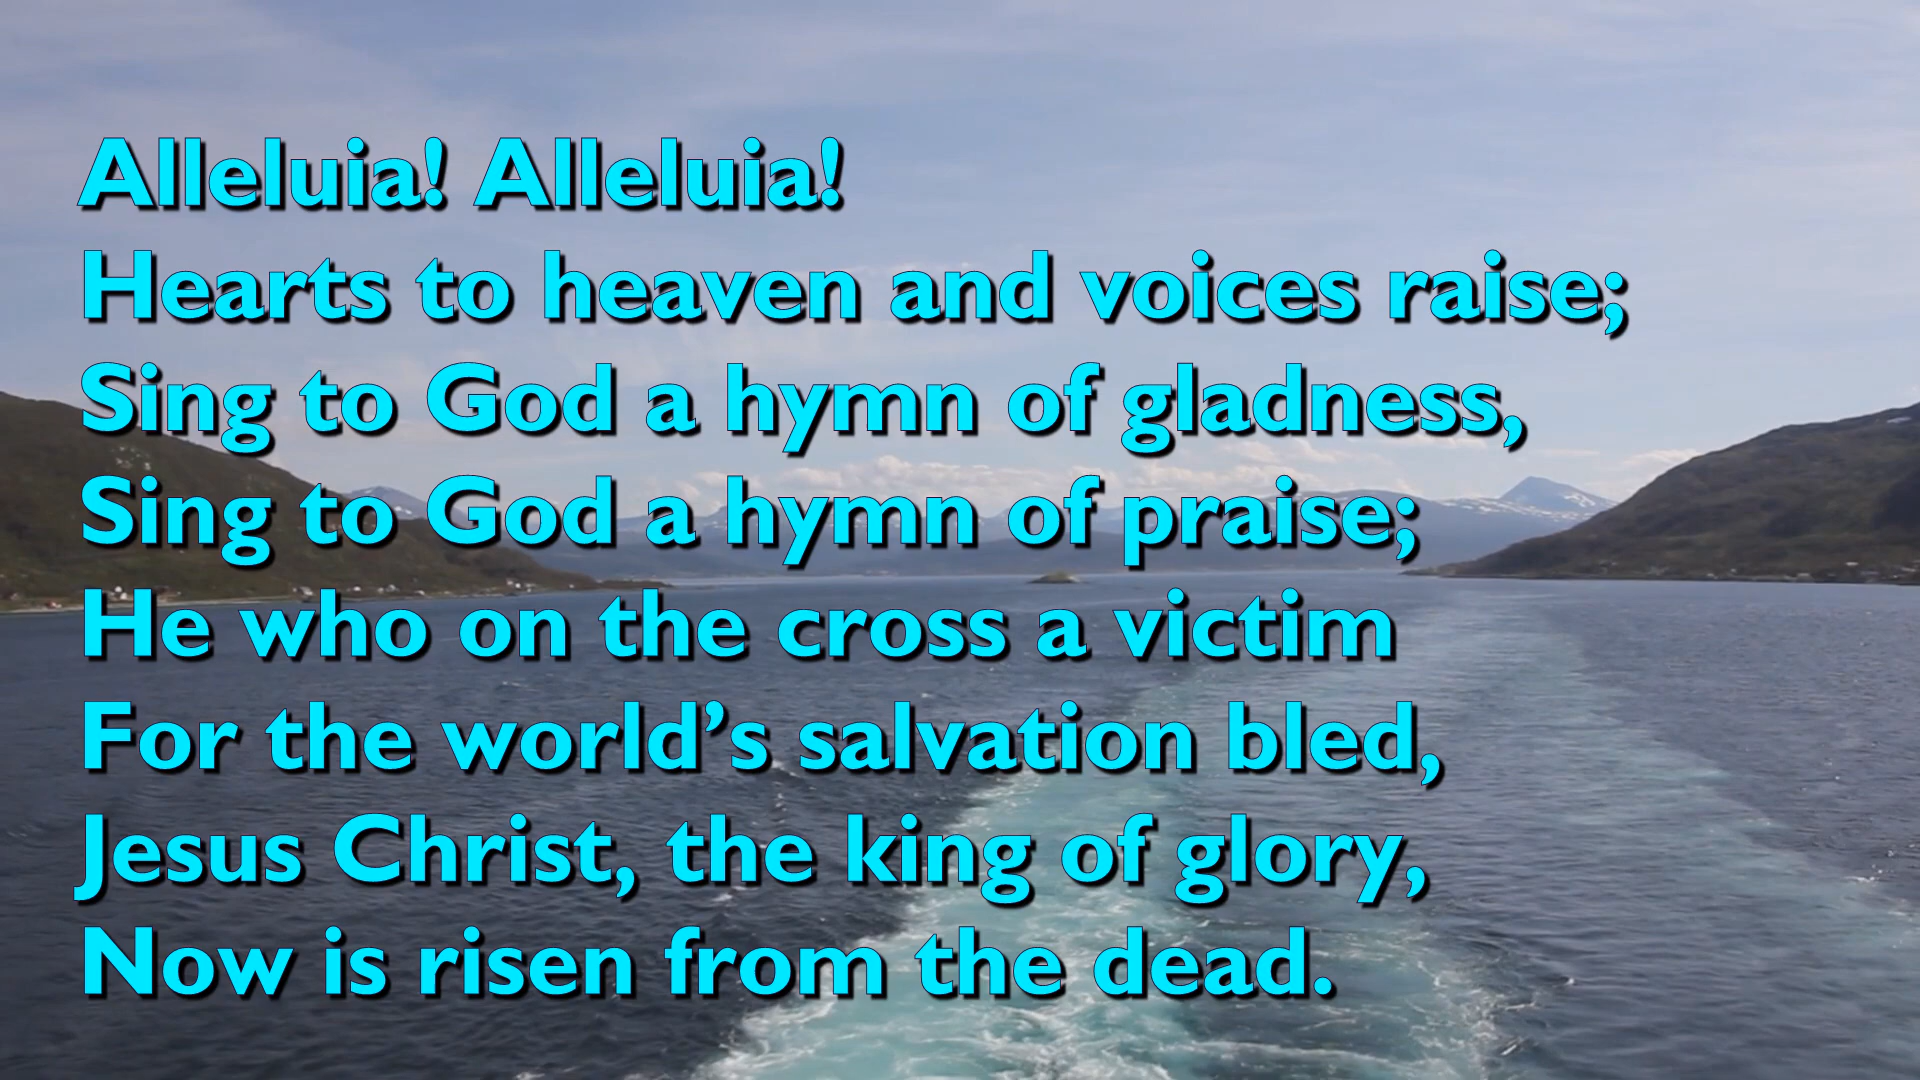 Alleluia! Alleluia!
Hearts to heaven and voices raise;
Sing to God a hymn of gladness,
Sing to God a hymn of praise;
He who on the cross a victim
For the world’s salvation bled,
Jesus Christ, the king of glory,
Now is risen from the dead.